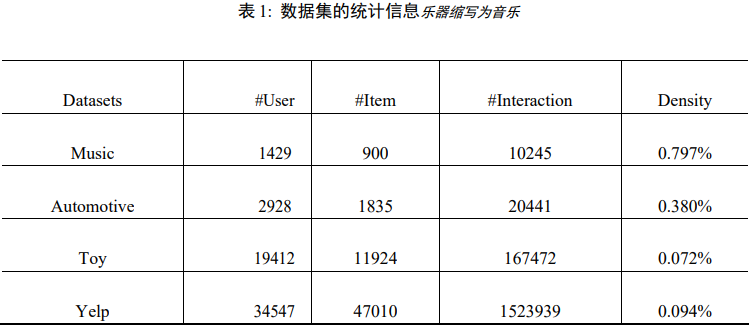 表 1: 数据集的统计信息乐器缩写为音乐
Datasets #User #Item #Interaction Density
Music 1429 900 10245 0.797%
Automotive 2928 1835 20441 0.380%
Toy 19412 11924 167472 0.072%
Yelp 34547 47010 1523939 0.094%